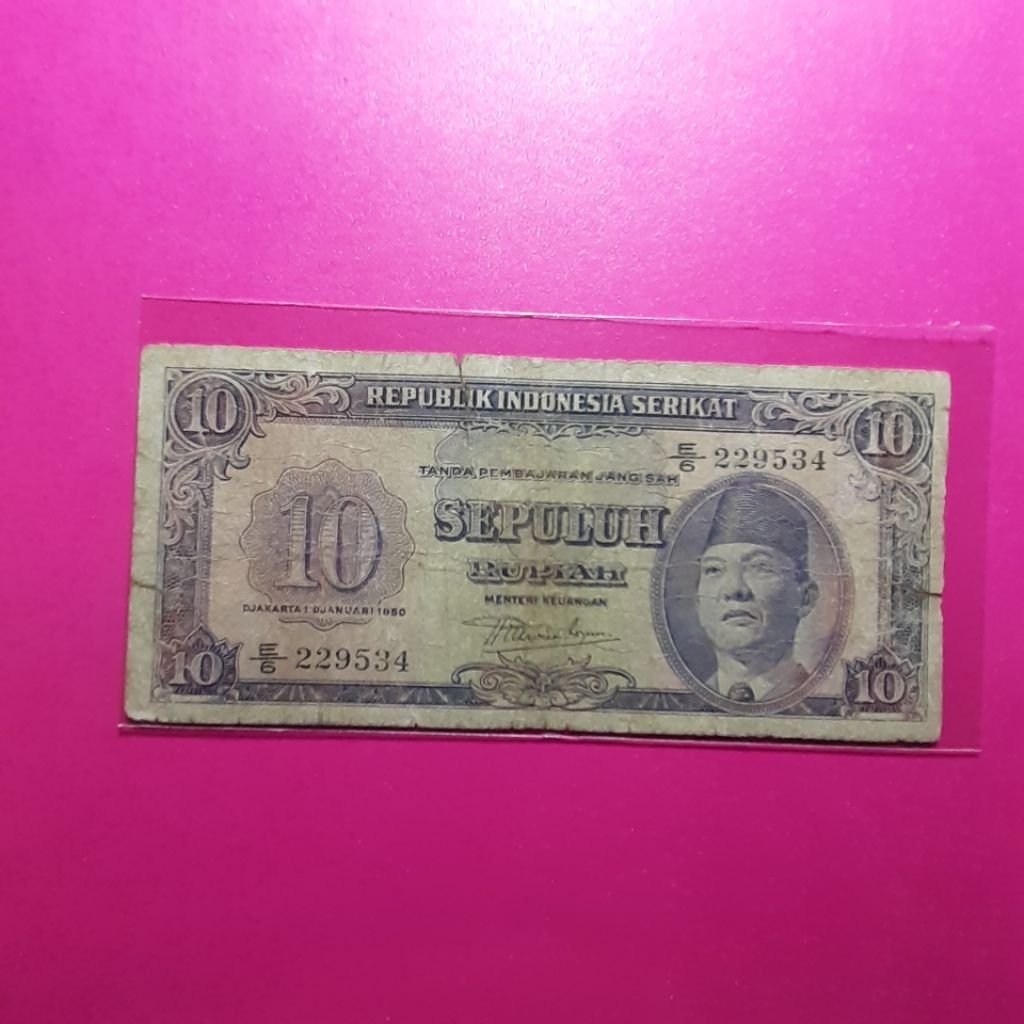 10
REPUBLIK INDONESIA SERIKAT
10
E/6 229534
TANDA PEMBAJARAN JANG SAH
10
SEPULUH
RUPIAH
MENTERI KEUANGAN
DJAKARTA 1 DJANUARI 1950
E/6 229534
10
10